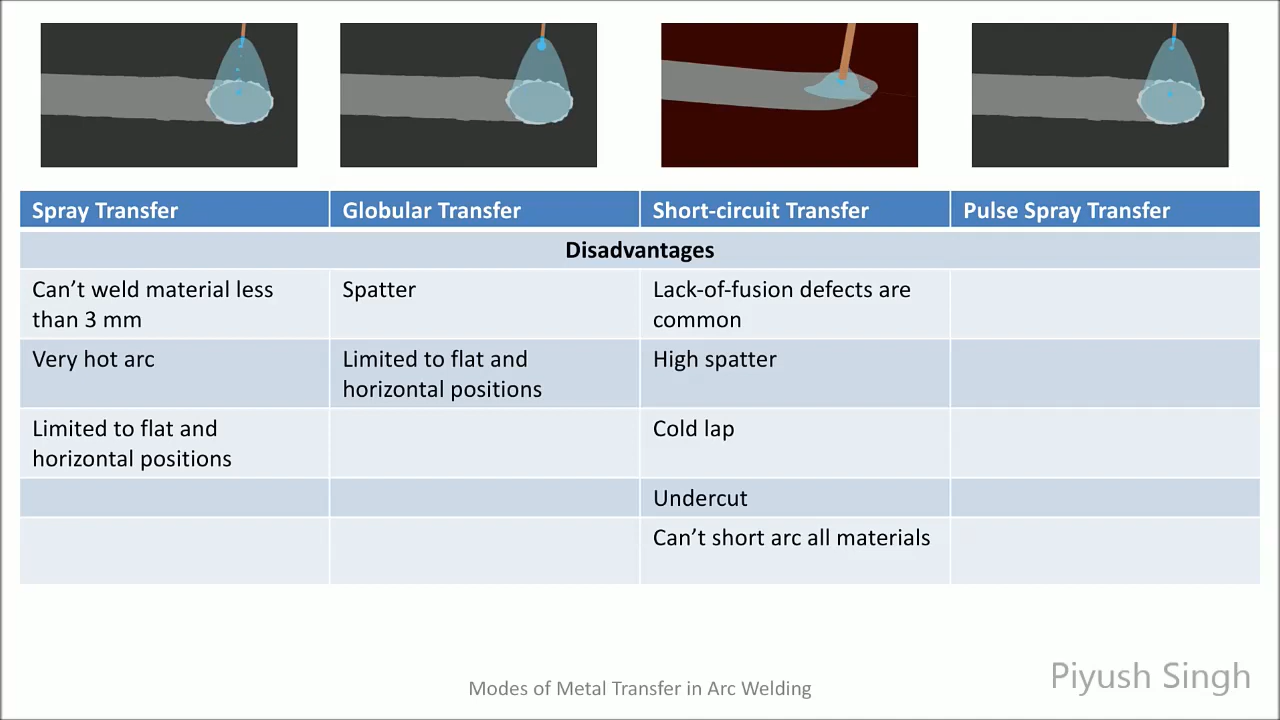 Spray Transfer
Globular Transfer
Short-circuit Transfer
Pulse Spray Transfer
Disadvantages
Can’t weld material less
than 3 mm
Spatter
Lack-of-fusion defects are
common
Very hot arc
Limited to flat and
horizontal positions
High spatter
Limited to flat and
horizontal positions
Cold lap
Undercut
Can’t short arc all materials
Modes of Metal Transfer in Arc Welding
Piyush Singh